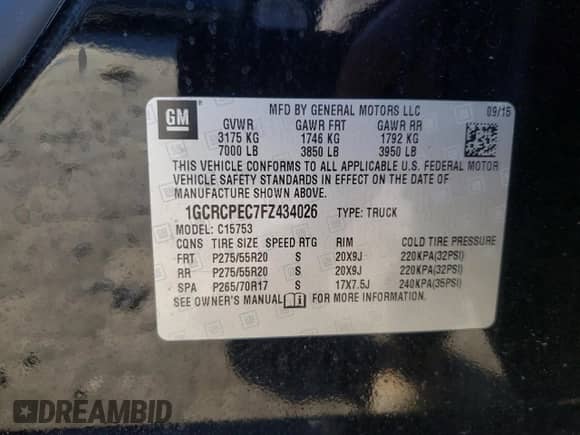 GM
MFD BY GENERAL MOTORS LLC 09/15
GVWR GAWR FRT GAWR RR
3175 KG 1746 KG 1792 KG
7000 LB 3850 LB 3950 LB
THIS VEHICLE CONFORMS TO ALL APPLICABLE U.S. FEDERAL MOTOR
VEHICLE SAFETY STANDARDS IN EFFECT ON THE DATE OF
MANUFACTURE SHOWN ABOVE.
1GCRCPEC7FZ434026 TYPE: TRUCK
MODEL: C15753
CQNS TIRE SIZE SPEED RTG RIM COLD TIRE PRESSURE
FRT P275/55R20 S 20X9J 220KPA(32PSI)
RR P275/55R20 S 20X9J 220KPA(32PSI)
SPA P265/70R17 S 17X7.5J 240KPA(35PSI)
SEE OWNER'S MANUAL FOR MORE INFORMATION.
DREAMBID